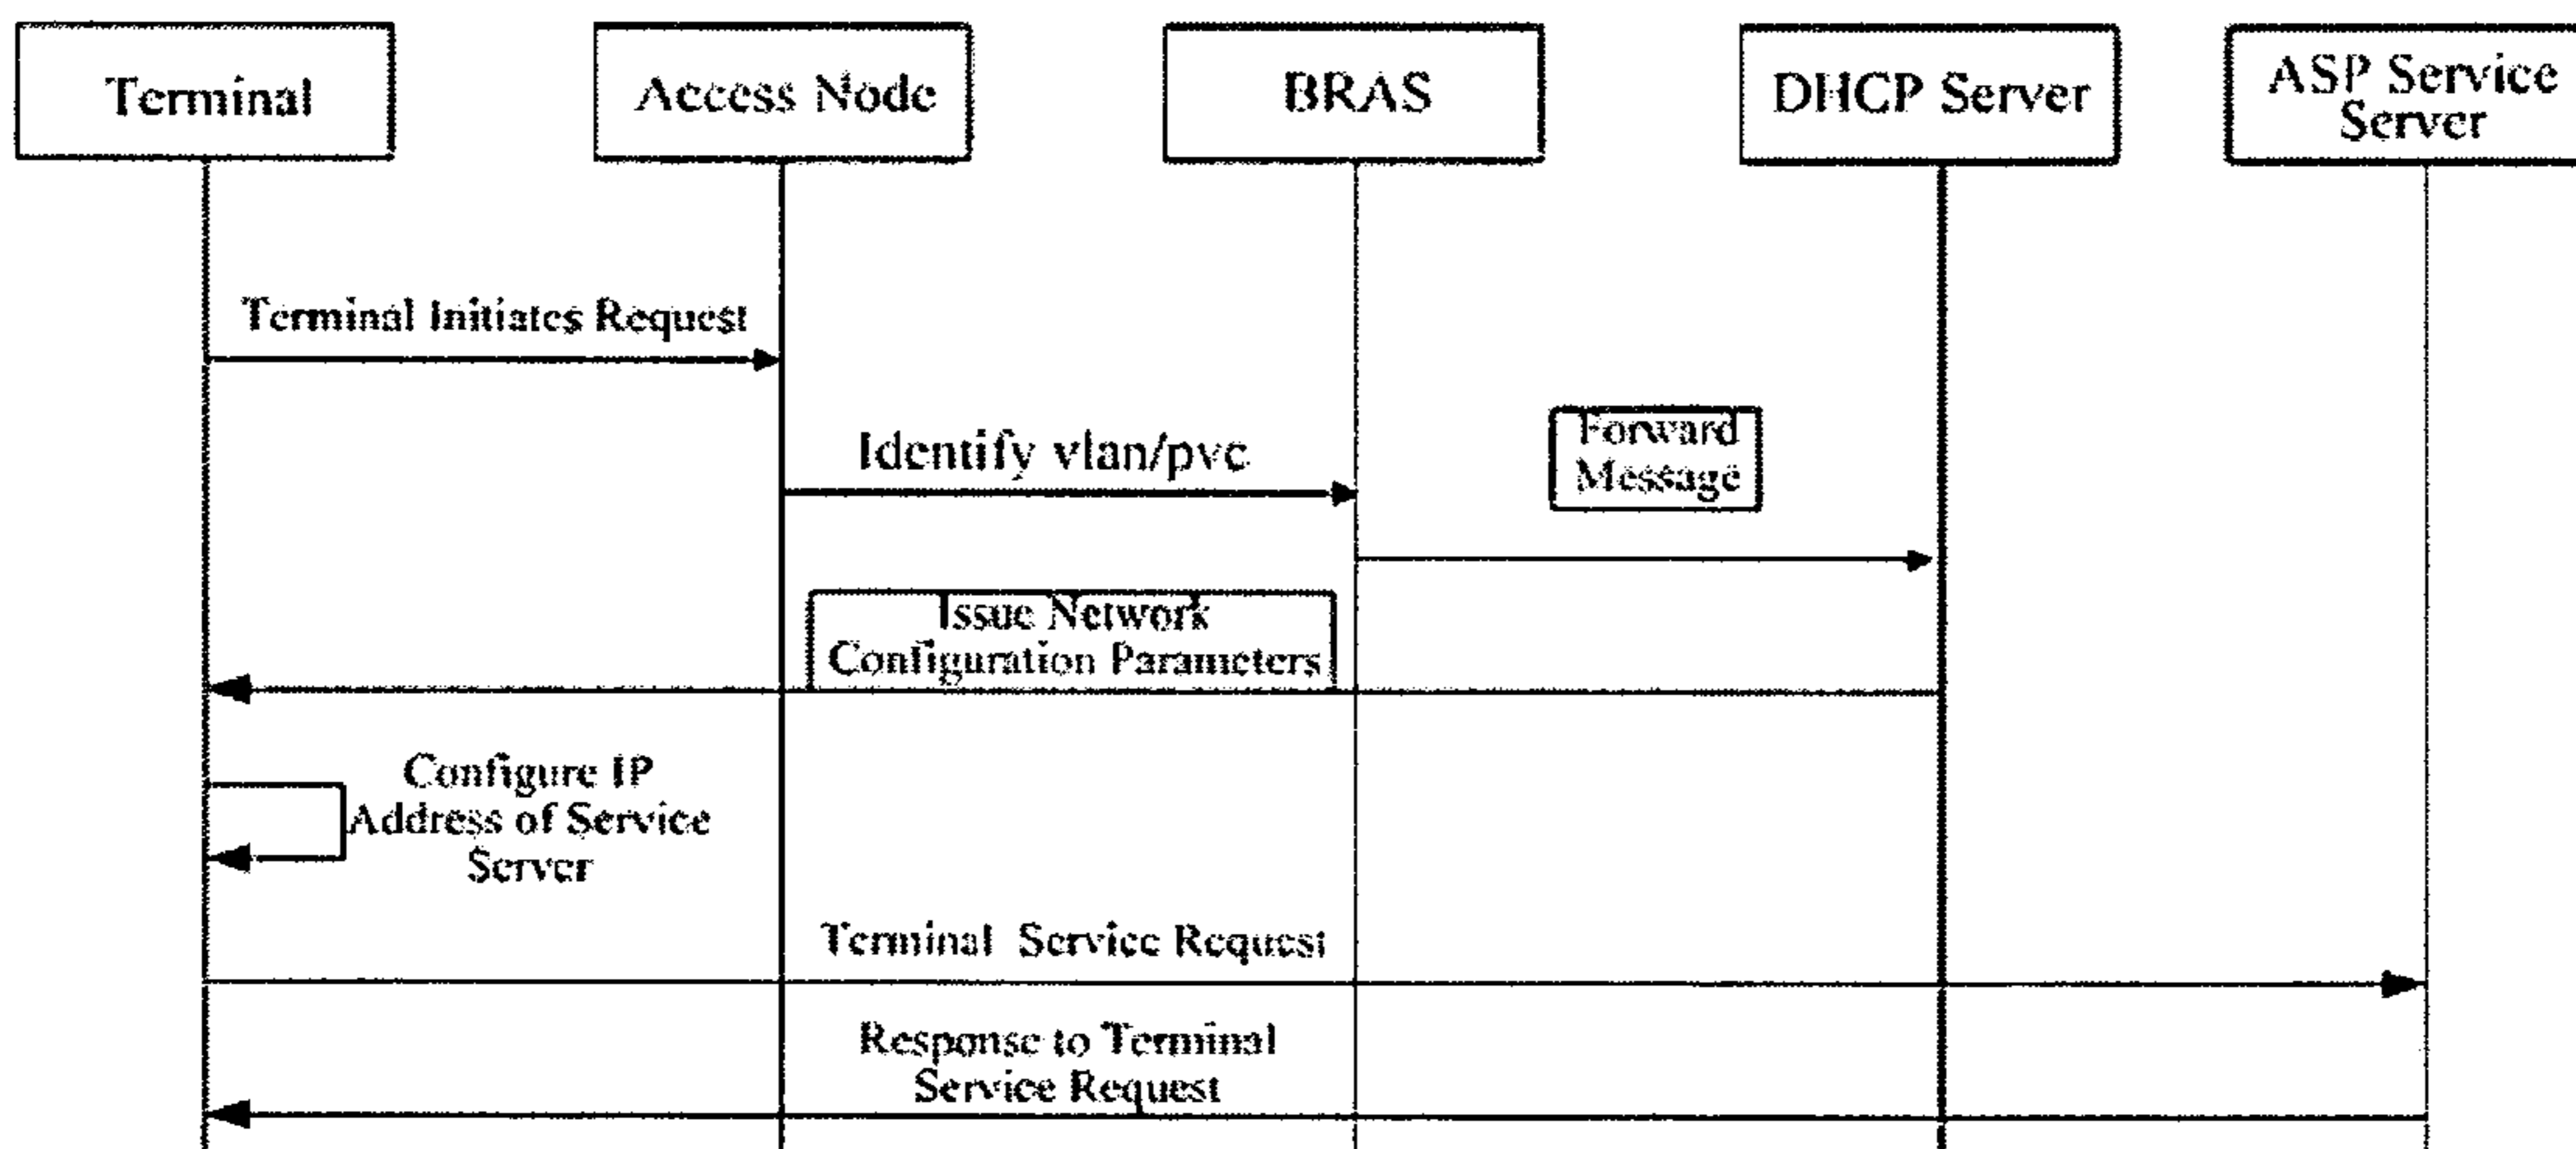 Terminal
Access Node
BRAS
DHCP Server
ASP Service
Server
Terminal Initiates Request
Identify vlan/pvc
Forward
Message
Issue Network
Configuration Parameters
Configure IP
Address of Service
Server
Terminal Service Request
Response to Terminal
Service Request